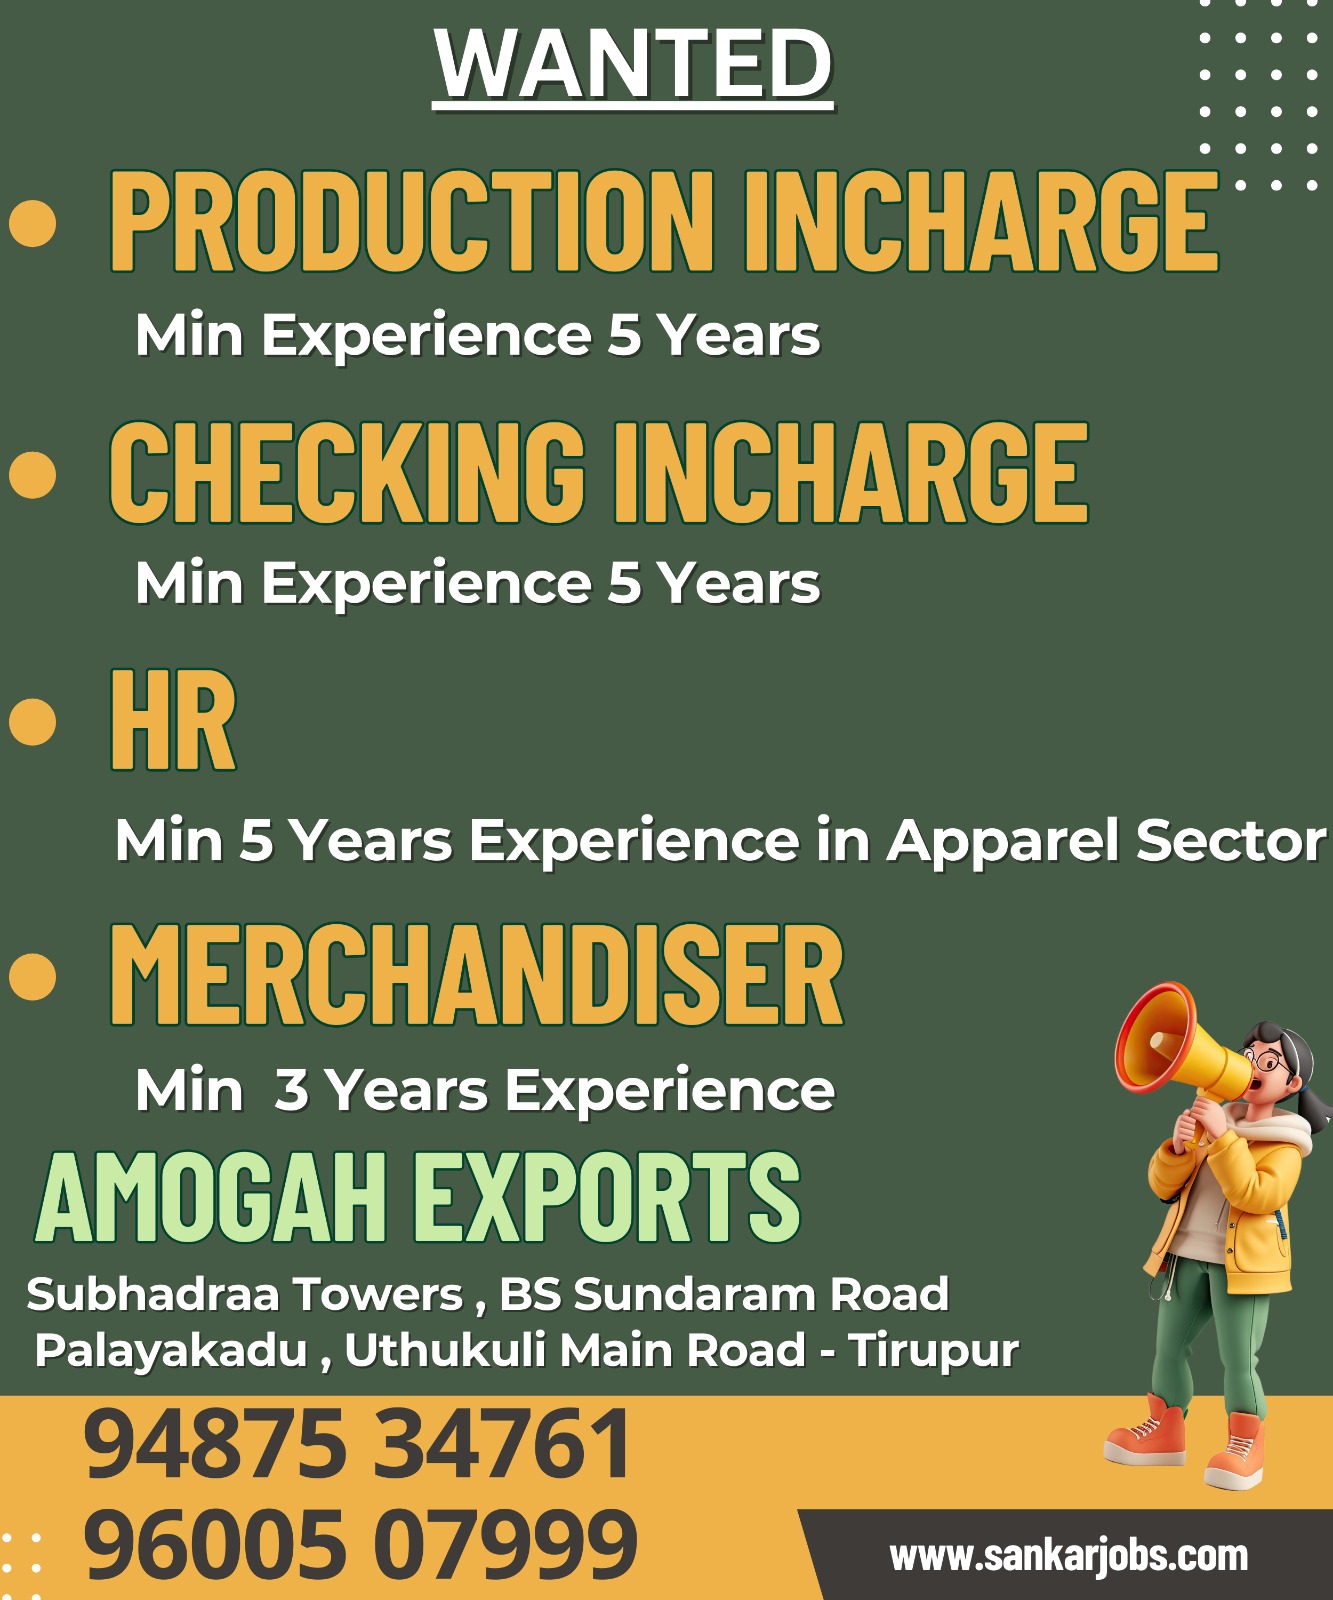 WANTED
PRODUCTION INCHARGE
Min Experience 5 Years
CHECKING INCHARGE
Min Experience 5 Years
HR
Min 5 Years Experience in Apparel Sector
MERCHANDISER
Min 3 Years Experience
AMOGAH EXPORTS
Subhadraa Towers , BS Sundaram Road
Palayakadu , Uthukuli Main Road - Tirupur
94875 34761
96005 07999
www.sankarjobs.com